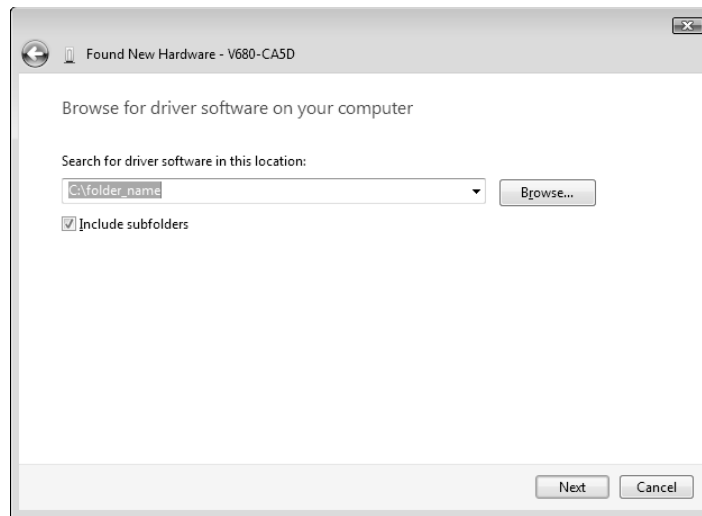 Found New Hardware - V680-CA5D
Browse for driver software on your computer
Search for driver software in this location:
C:\folder_name
Browse...
Include subfolders
Next
Cancel